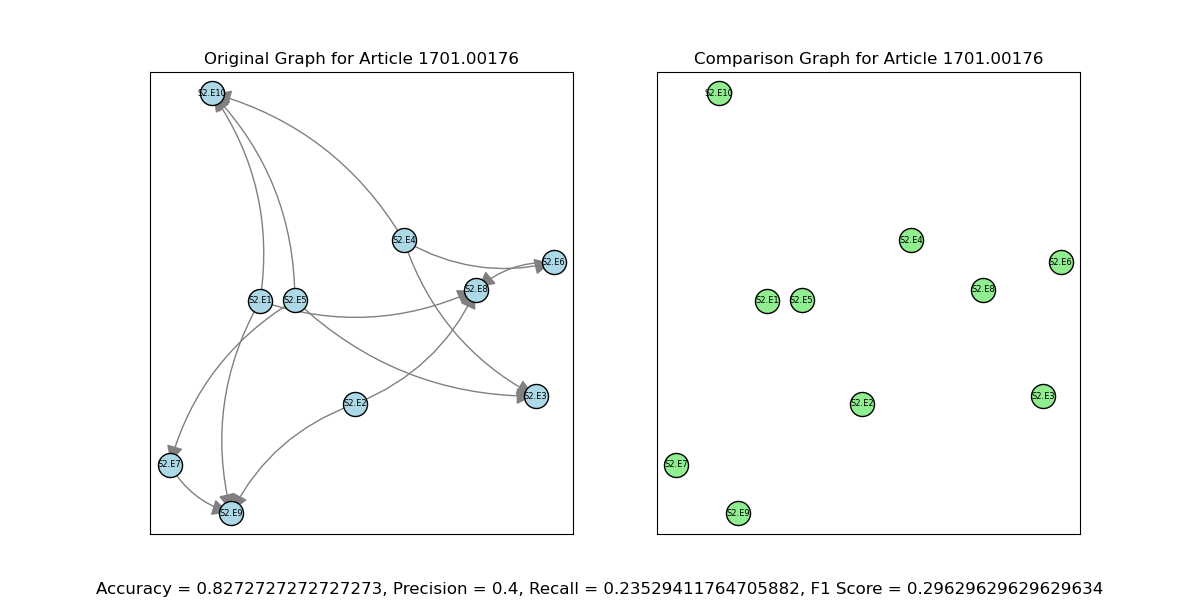 Original Graph for Article 1701.00176
Comparison Graph for Article 1701.00176
S2.E10
S2.E4
S2.E6
S2.E8
S2.E1
S2.E5
S2.E3
S2.E2
S2.E7
S2.E9
S2.E10
S2.E4
S2.E6
S2.E8
S2.E1
S2.E5
S2.E3
S2.E2
S2.E7
S2.E9
Accuracy = 0.8272727272727273, Precision = 0.4, Recall = 0.23529411764705882, F1 Score = 0.29629629629629634